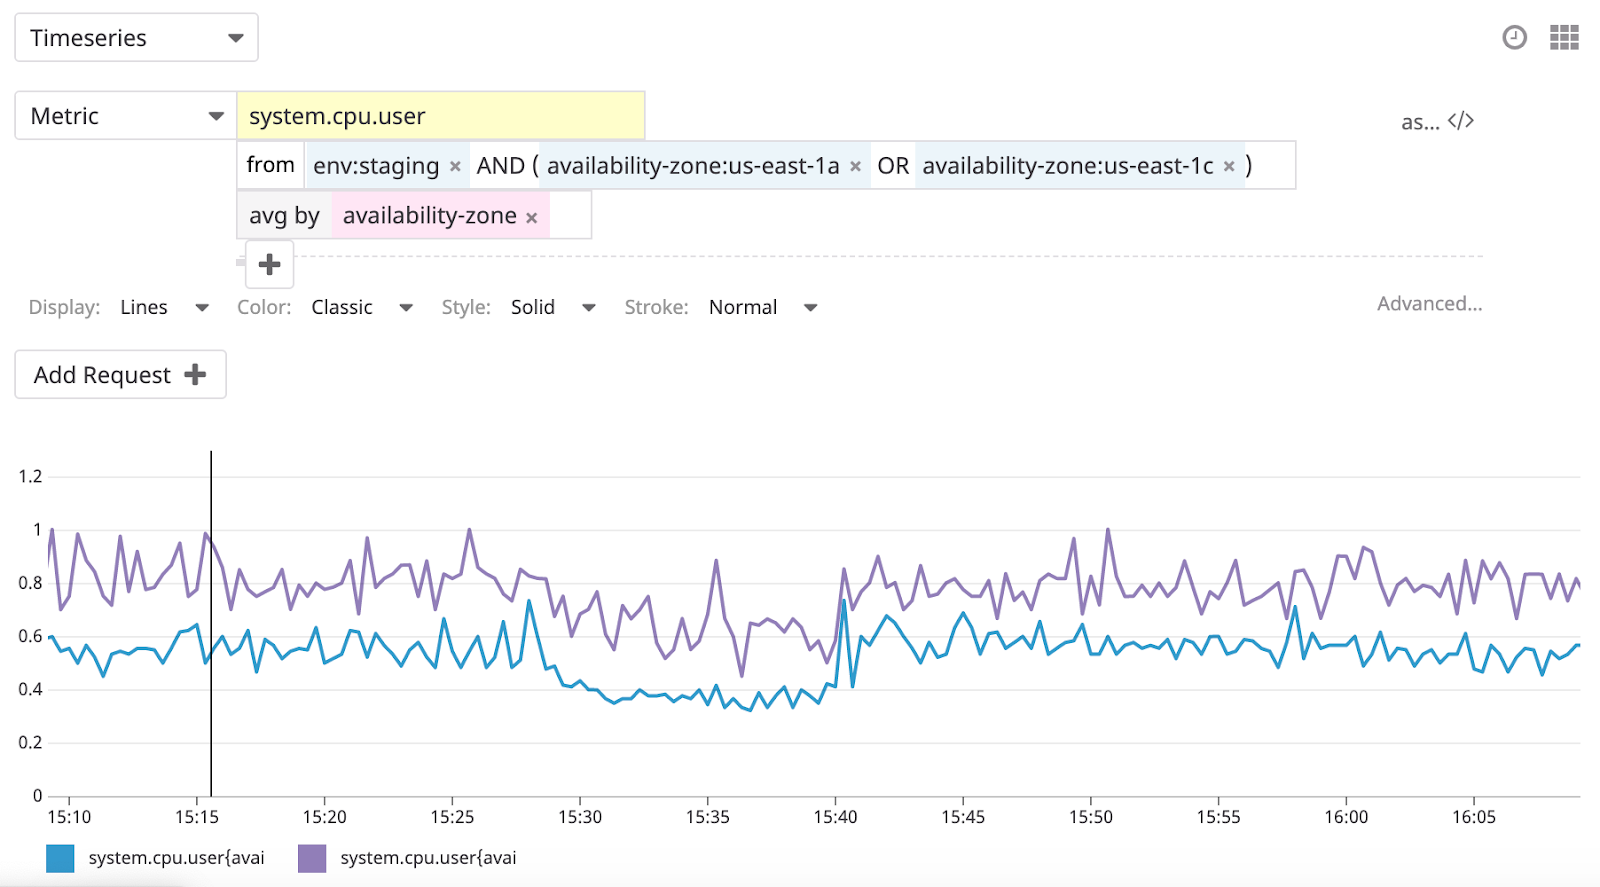 Timeseries
Metric system.cpu.user as... </>
from env:staging × AND ( availability-zone:us-east-1a × OR availability-zone:us-east-1c × )
avg by availability-zone ×
Display: Lines Color: Classic Style: Solid Stroke: Normal Advanced...
Add Request
1.2
1
0.8
0.6
0.4
0.2
0
15:10 15:15 15:20 15:25 15:30 15:35 15:40 15:45 15:50 15:55 16:00 16:05
system.cpu.user{avai system.cpu.user{avai